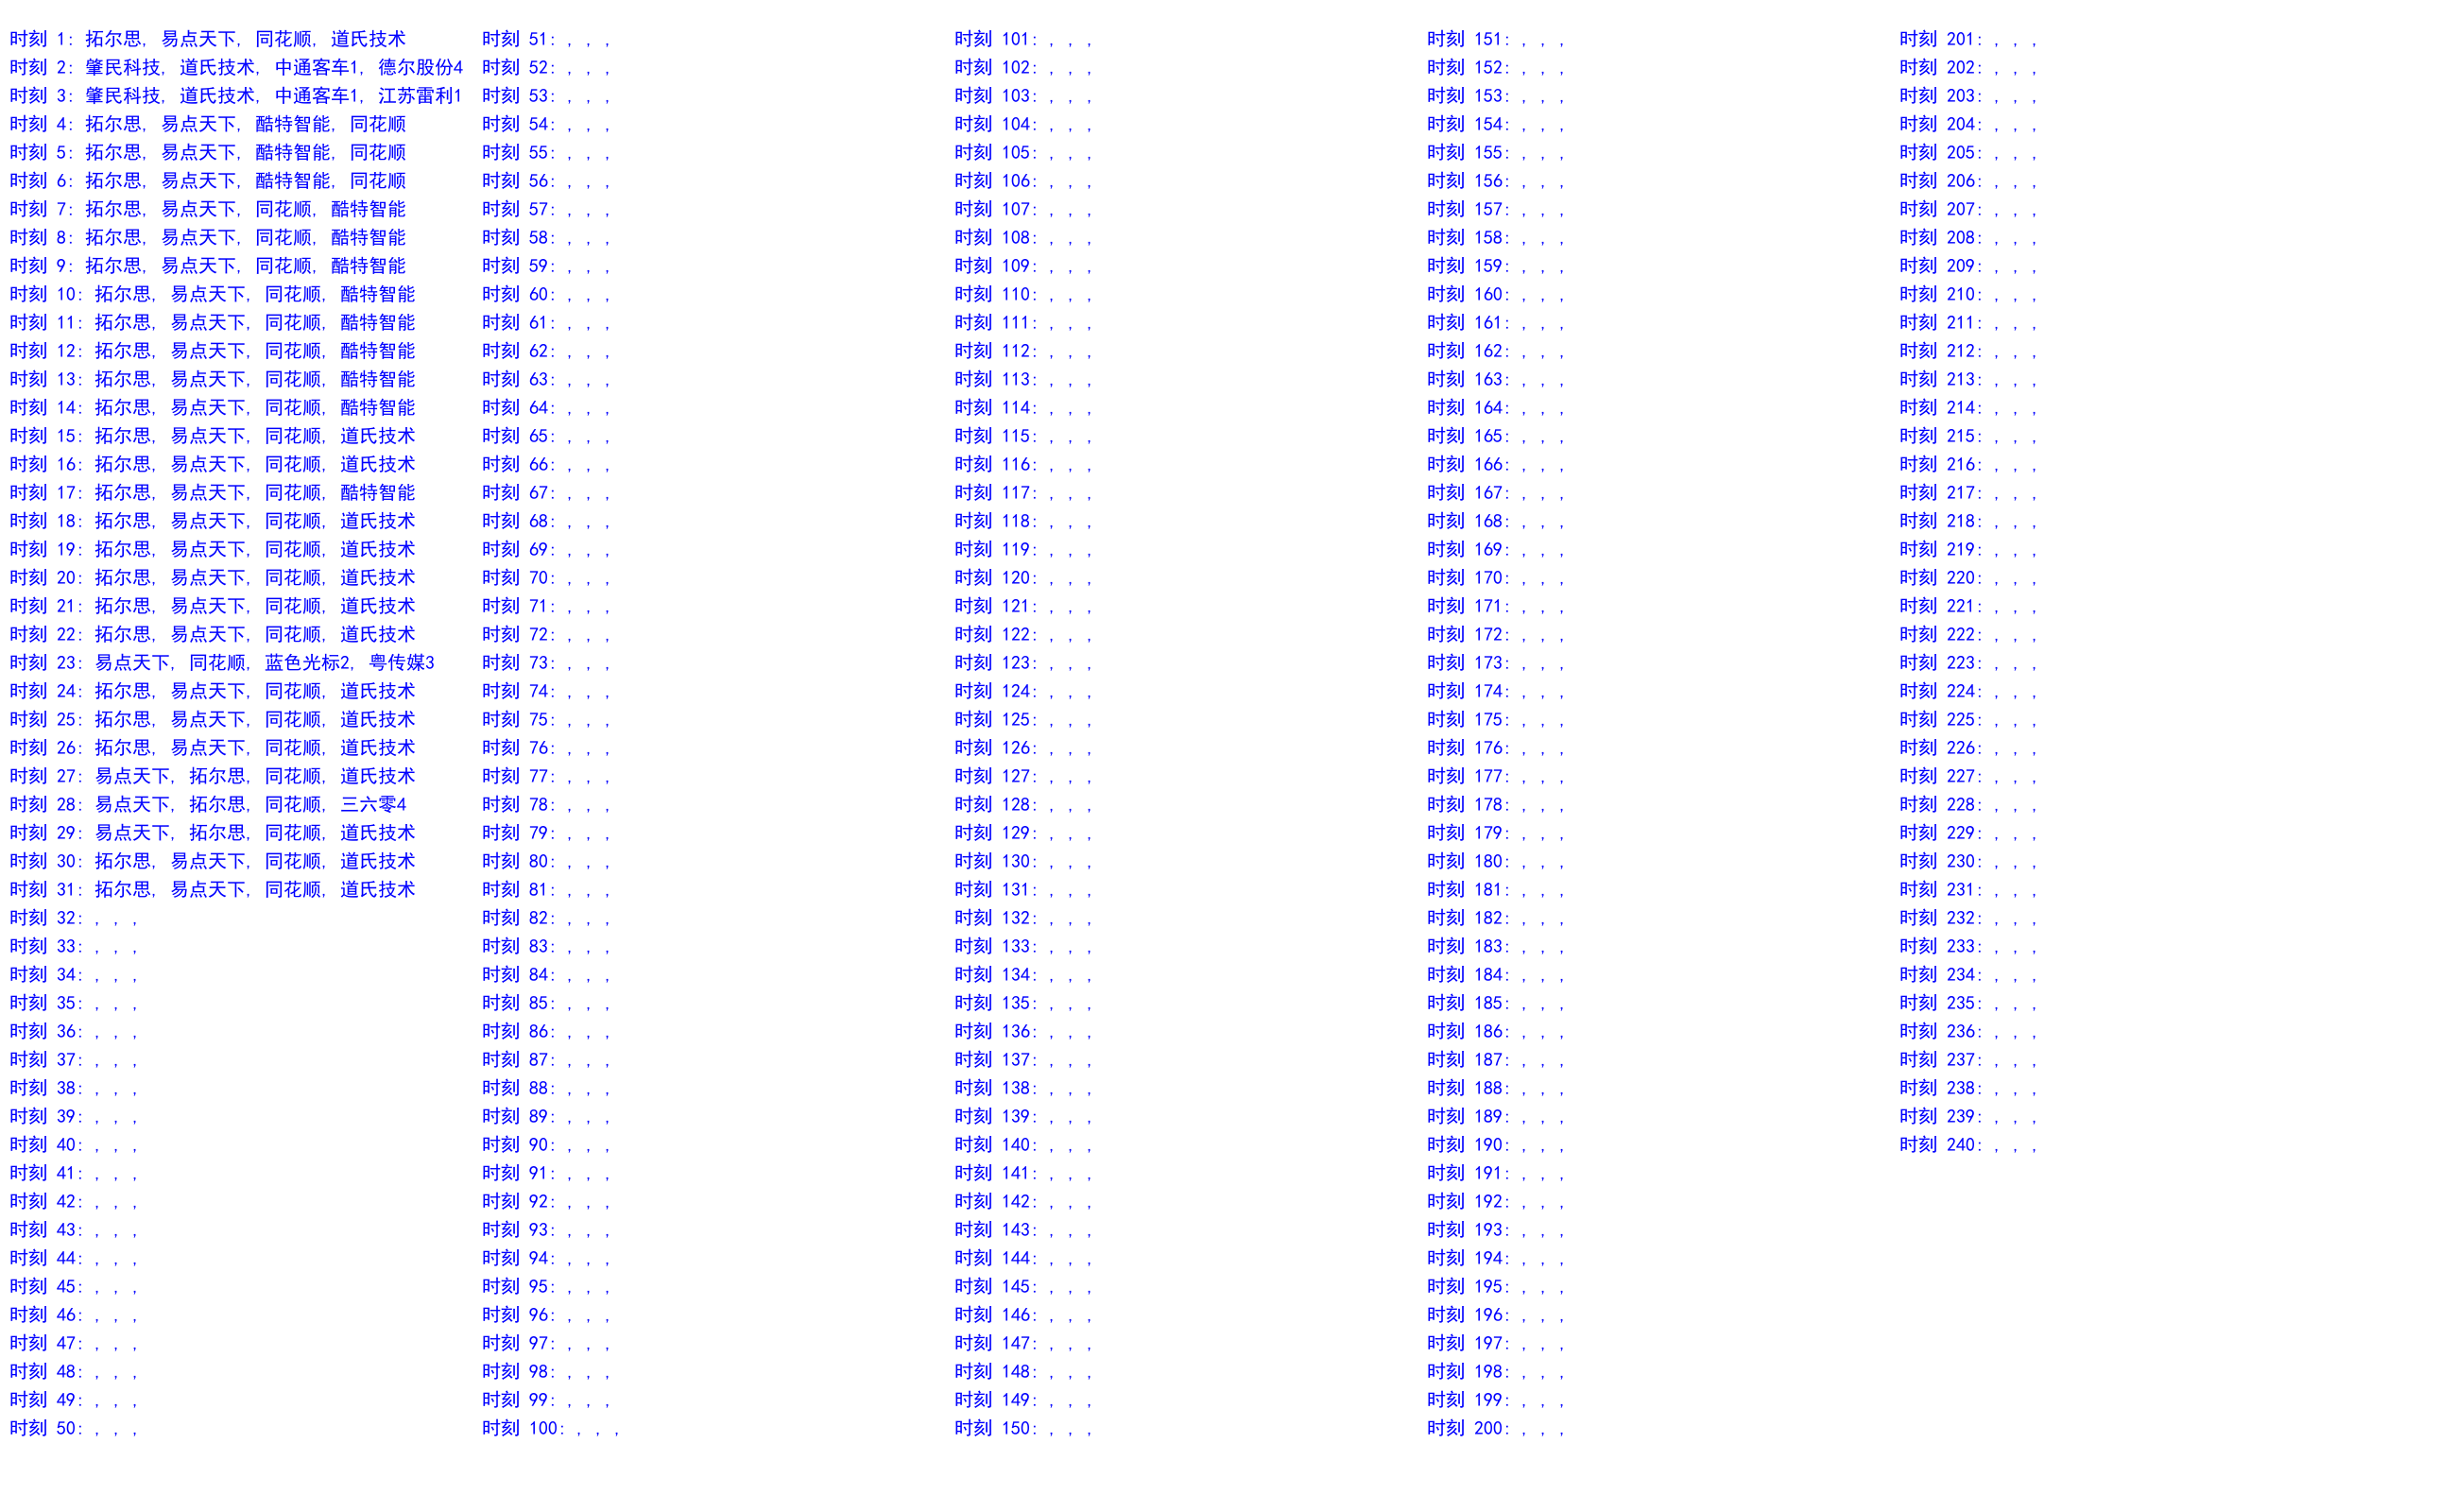 时刻 1: 拓尔思, 易点天下, 同花顺, 道氏技术
时刻 2: 肇民科技, 道氏技术, 中通客车1, 德尔股份4
时刻 3: 肇民科技, 道氏技术, 中通客车1, 江苏雷利1
时刻 4: 拓尔思, 易点天下, 酷特智能, 同花顺
时刻 5: 拓尔思, 易点天下, 酷特智能, 同花顺
时刻 6: 拓尔思, 易点天下, 酷特智能, 同花顺
时刻 7: 拓尔思, 易点天下, 同花顺, 酷特智能
时刻 8: 拓尔思, 易点天下, 同花顺, 酷特智能
时刻 9: 拓尔思, 易点天下, 同花顺, 酷特智能
时刻 10: 拓尔思, 易点天下, 同花顺, 酷特智能
时刻 11: 拓尔思, 易点天下, 同花顺, 酷特智能
时刻 12: 拓尔思, 易点天下, 同花顺, 酷特智能
时刻 13: 拓尔思, 易点天下, 同花顺, 酷特智能
时刻 14: 拓尔思, 易点天下, 同花顺, 酷特智能
时刻 15: 拓尔思, 易点天下, 同花顺, 道氏技术
时刻 16: 拓尔思, 易点天下, 同花顺, 道氏技术
时刻 17: 拓尔思, 易点天下, 同花顺, 酷特智能
时刻 18: 拓尔思, 易点天下, 同花顺, 道氏技术
时刻 19: 拓尔思, 易点天下, 同花顺, 道氏技术
时刻 20: 拓尔思, 易点天下, 同花顺, 道氏技术
时刻 21: 拓尔思, 易点天下, 同花顺, 道氏技术
时刻 22: 拓尔思, 易点天下, 同花顺, 道氏技术
时刻 23: 易点天下, 同花顺, 蓝色光标2, 粤传媒3
时刻 24: 拓尔思, 易点天下, 同花顺, 道氏技术
时刻 25: 拓尔思, 易点天下, 同花顺, 道氏技术
时刻 26: 拓尔思, 易点天下, 同花顺, 道氏技术
时刻 27: 易点天下, 拓尔思, 同花顺, 道氏技术
时刻 28: 易点天下, 拓尔思, 同花顺, 三六零4
时刻 29: 易点天下, 拓尔思, 同花顺, 道氏技术
时刻 30: 拓尔思, 易点天下, 同花顺, 道氏技术
时刻 31: 拓尔思, 易点天下, 同花顺, 道氏技术
时刻 32: , , ,
时刻 33: , , ,
时刻 34: , , ,
时刻 35: , , ,
时刻 36: , , ,
时刻 37: , , ,
时刻 38: , , ,
时刻 39: , , ,
时刻 40: , , ,
时刻 41: , , ,
时刻 42: , , ,
时刻 43: , , ,
时刻 44: , , ,
时刻 45: , , ,
时刻 46: , , ,
时刻 47: , , ,
时刻 48: , , ,
时刻 49: , , ,
时刻 50: , , ,
时刻 51: , , ,
时刻 52: , , ,
时刻 53: , , ,
时刻 54: , , ,
时刻 55: , , ,
时刻 56: , , ,
时刻 57: , , ,
时刻 58: , , ,
时刻 59: , , ,
时刻 60: , , ,
时刻 61: , , ,
时刻 62: , , ,
时刻 63: , , ,
时刻 64: , , ,
时刻 65: , , ,
时刻 66: , , ,
时刻 67: , , ,
时刻 68: , , ,
时刻 69: , , ,
时刻 70: , , ,
时刻 71: , , ,
时刻 72: , , ,
时刻 73: , , ,
时刻 74: , , ,
时刻 75: , , ,
时刻 76: , , ,
时刻 77: , , ,
时刻 78: , , ,
时刻 79: , , ,
时刻 80: , , ,
时刻 81: , , ,
时刻 82: , , ,
时刻 83: , , ,
时刻 84: , , ,
时刻 85: , , ,
时刻 86: , , ,
时刻 87: , , ,
时刻 88: , , ,
时刻 89: , , ,
时刻 90: , , ,
时刻 91: , , ,
时刻 92: , , ,
时刻 93: , , ,
时刻 94: , , ,
时刻 95: , , ,
时刻 96: , , ,
时刻 97: , , ,
时刻 98: , , ,
时刻 99: , , ,
时刻 100: , , ,
时刻 101: , , ,
时刻 102: , , ,
时刻 103: , , ,
时刻 104: , , ,
时刻 105: , , ,
时刻 106: , , ,
时刻 107: , , ,
时刻 108: , , ,
时刻 109: , , ,
时刻 110: , , ,
时刻 111: , , ,
时刻 112: , , ,
时刻 113: , , ,
时刻 114: , , ,
时刻 115: , , ,
时刻 116: , , ,
时刻 117: , , ,
时刻 118: , , ,
时刻 119: , , ,
时刻 120: , , ,
时刻 121: , , ,
时刻 122: , , ,
时刻 123: , , ,
时刻 124: , , ,
时刻 125: , , ,
时刻 126: , , ,
时刻 127: , , ,
时刻 128: , , ,
时刻 129: , , ,
时刻 130: , , ,
时刻 131: , , ,
时刻 132: , , ,
时刻 133: , , ,
时刻 134: , , ,
时刻 135: , , ,
时刻 136: , , ,
时刻 137: , , ,
时刻 138: , , ,
时刻 139: , , ,
时刻 140: , , ,
时刻 141: , , ,
时刻 142: , , ,
时刻 143: , , ,
时刻 144: , , ,
时刻 145: , , ,
时刻 146: , , ,
时刻 147: , , ,
时刻 148: , , ,
时刻 149: , , ,
时刻 150: , , ,
时刻 151: , , ,
时刻 152: , , ,
时刻 153: , , ,
时刻 154: , , ,
时刻 155: , , ,
时刻 156: , , ,
时刻 157: , , ,
时刻 158: , , ,
时刻 159: , , ,
时刻 160: , , ,
时刻 161: , , ,
时刻 162: , , ,
时刻 163: , , ,
时刻 164: , , ,
时刻 165: , , ,
时刻 166: , , ,
时刻 167: , , ,
时刻 168: , , ,
时刻 169: , , ,
时刻 170: , , ,
时刻 171: , , ,
时刻 172: , , ,
时刻 173: , , ,
时刻 174: , , ,
时刻 175: , , ,
时刻 176: , , ,
时刻 177: , , ,
时刻 178: , , ,
时刻 179: , , ,
时刻 180: , , ,
时刻 181: , , ,
时刻 182: , , ,
时刻 183: , , ,
时刻 184: , , ,
时刻 185: , , ,
时刻 186: , , ,
时刻 187: , , ,
时刻 188: , , ,
时刻 189: , , ,
时刻 190: , , ,
时刻 191: , , ,
时刻 192: , , ,
时刻 193: , , ,
时刻 194: , , ,
时刻 195: , , ,
时刻 196: , , ,
时刻 197: , , ,
时刻 198: , , ,
时刻 199: , , ,
时刻 200: , , ,
时刻 201: , , ,
时刻 202: , , ,
时刻 203: , , ,
时刻 204: , , ,
时刻 205: , , ,
时刻 206: , , ,
时刻 207: , , ,
时刻 208: , , ,
时刻 209: , , ,
时刻 210: , , ,
时刻 211: , , ,
时刻 212: , , ,
时刻 213: , , ,
时刻 214: , , ,
时刻 215: , , ,
时刻 216: , , ,
时刻 217: , , ,
时刻 218: , , ,
时刻 219: , , ,
时刻 220: , , ,
时刻 221: , , ,
时刻 222: , , ,
时刻 223: , , ,
时刻 224: , , ,
时刻 225: , , ,
时刻 226: , , ,
时刻 227: , , ,
时刻 228: , , ,
时刻 229: , , ,
时刻 230: , , ,
时刻 231: , , ,
时刻 232: , , ,
时刻 233: , , ,
时刻 234: , , ,
时刻 235: , , ,
时刻 236: , , ,
时刻 237: , , ,
时刻 238: , , ,
时刻 239: , , ,
时刻 240: , , ,